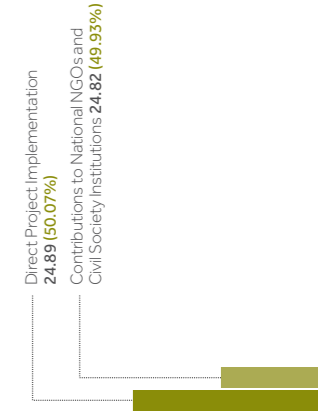 Direct Project Implementation
24.89 (50.07%)
Contributions to National NGOs and
Civil Society Institutions 24.82 (49.93%)